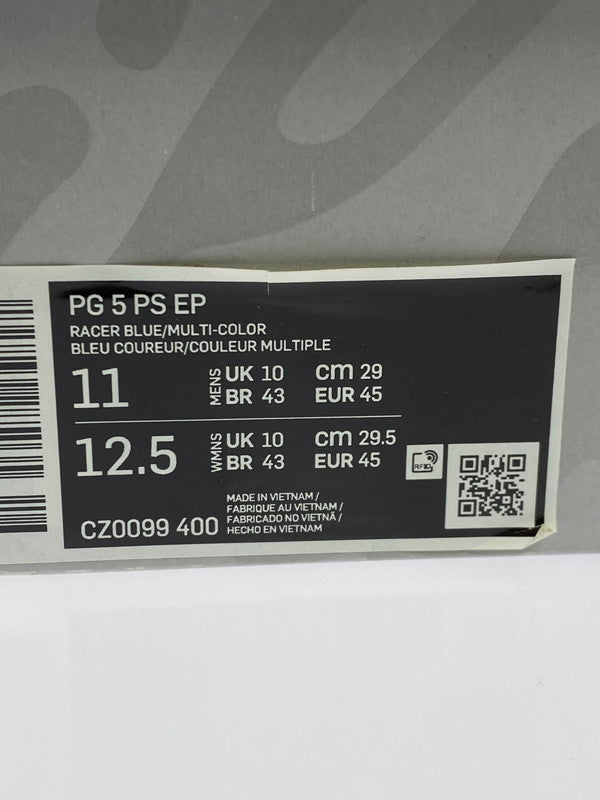 PG 5 PS EP
RACER BLUE/MULTI-COLOR
BLEU COUREUR/COULEUR MULTIPLE
11 MENS UK 10 cm 29
BR 43 EUR 45
12.5 WMNS UK 10 cm 29.5
BR 43 EUR 45
RFID
CZ0099 400
MADE IN VIETNAM /
FABRIQUE AU VIETNAM /
FABRICADO NO VIETNÃ /
HECHO EN VIETNAM